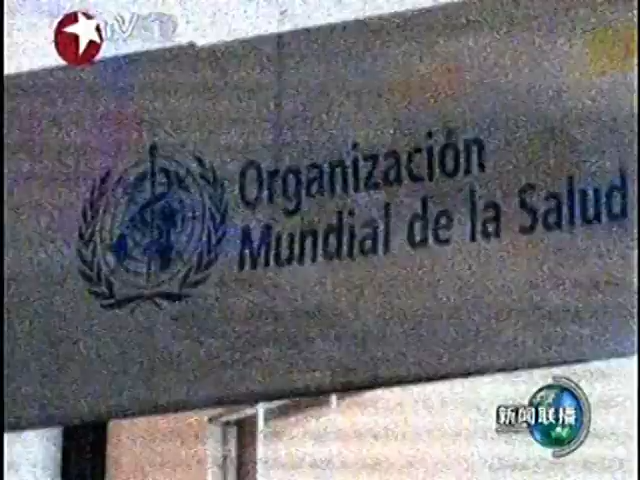 Organización
Mundial de la Salud
新闻联播